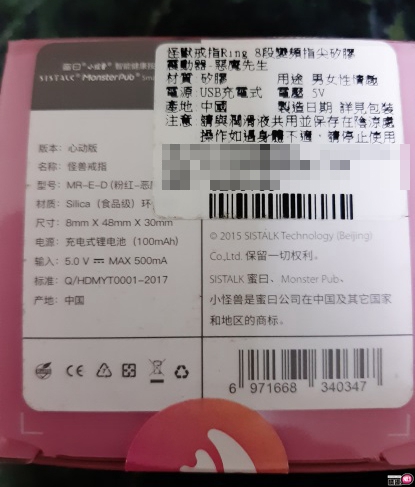 蜜曰® 心动版® 智能健康
SISTALK® MonsterPub®
怪獸戒指Ring 8段變頻指尖矽膠
震動器-惡魔先生
材質 矽膠 用途 男女性情趣
電源 USB充電式 電壓 5V
產地 中國 製造日期 詳見包裝
注意 請與潤滑液共用並保存在陰涼處
操作如遇身體不適，請停止使用
版本：心动版
名称：怪兽戒指
型号：MR-E-D（粉红-恶
材质：Silica（食品级）环
尺寸：8mm X 48mm X 30mm
电源：充电式锂电池（100mAh）
输入：5.0 V ⎓ MAX 500mA
标准：Q/HDMYT0001-2017
产地：中国
© 2015 SISTALK Technology (Beijing)
Co.,Ltd. 保留一切权利。
SISTALK 蜜曰、Monster Pub、
小怪兽是蜜曰公司在中国及其它国家
和地区的商标。
CE
6 971668 340347